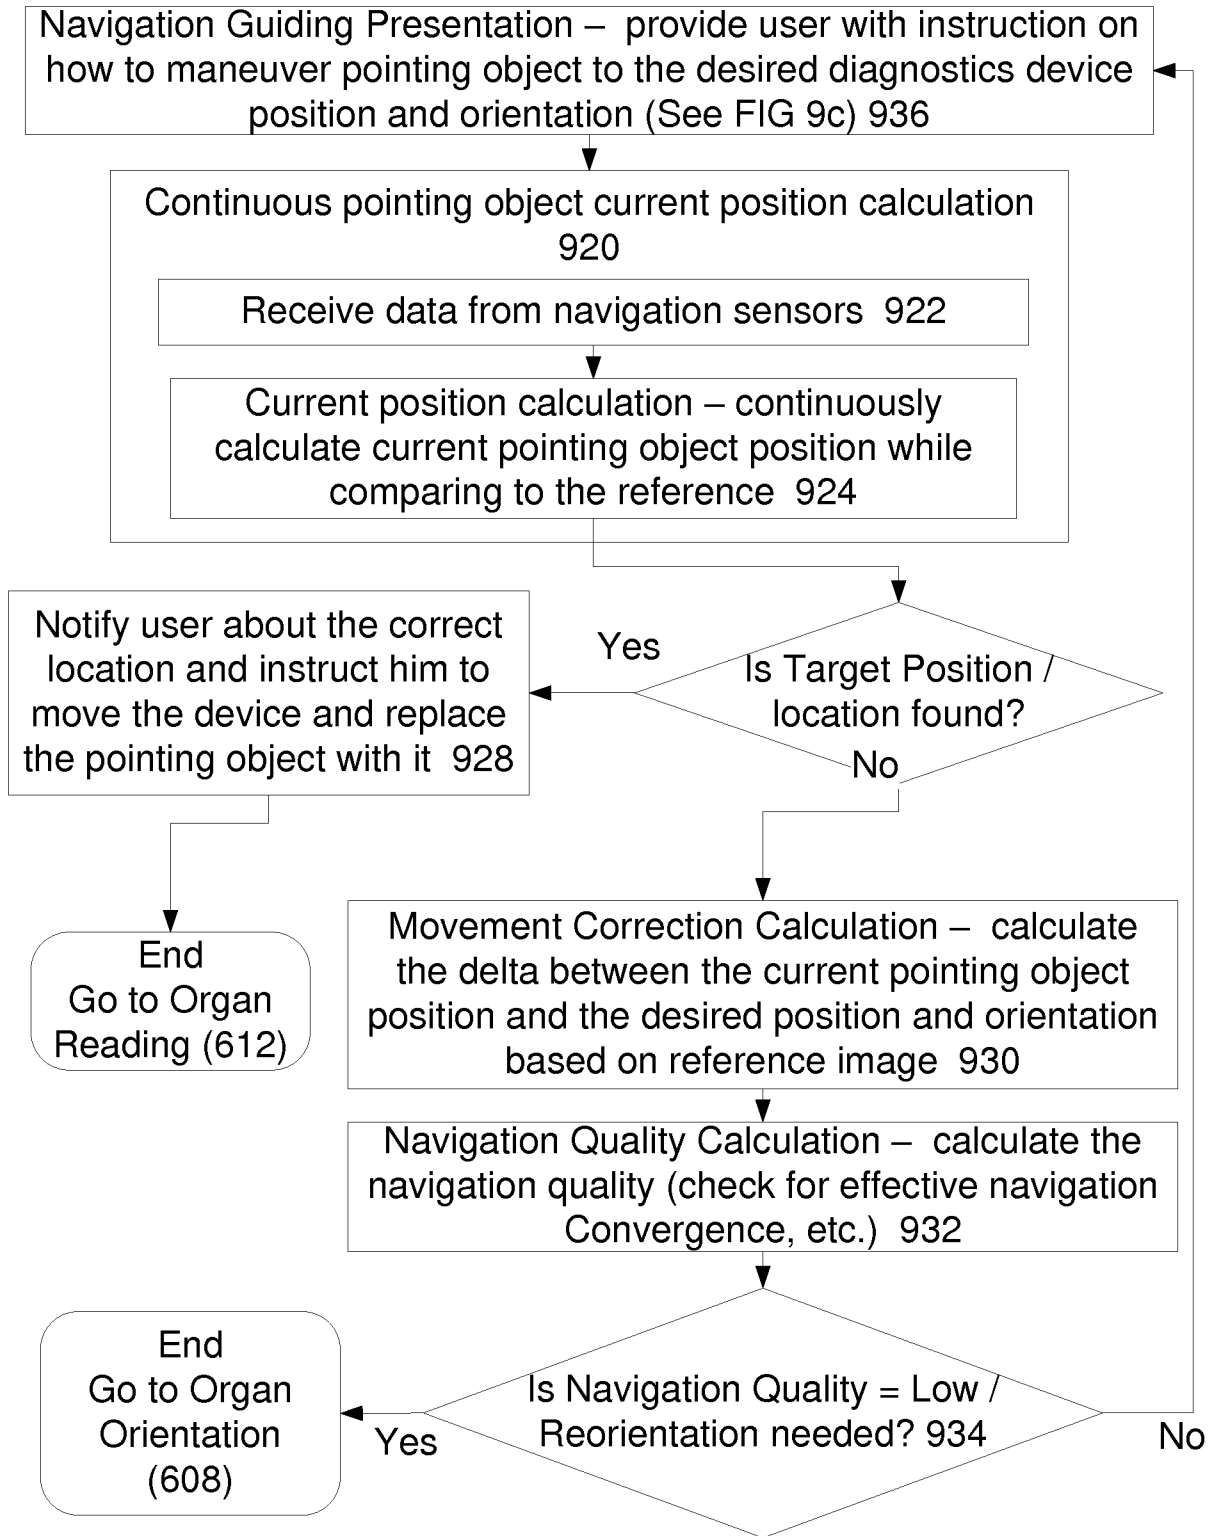 Navigation Guiding Presentation – provide user with instruction on
how to maneuver pointing object to the desired diagnostics device
position and orientation (See FIG 9c) 936
Continuous pointing object current position calculation
920
Receive data from navigation sensors 922
Current position calculation – continuously
calculate current pointing object position while
comparing to the reference 924
Notify user about the correct
location and instruct him to
move the device and replace
the pointing object with it 928
Yes
Is Target Position /
location found?
No
End
Go to Organ
Reading (612)
Movement Correction Calculation – calculate
the delta between the current pointing object
position and the desired position and orientation
based on reference image 930
Navigation Quality Calculation – calculate the
navigation quality (check for effective navigation
Convergence, etc.) 932
End
Go to Organ
Orientation
(608)
Yes
Is Navigation Quality = Low /
Reorientation needed? 934
No